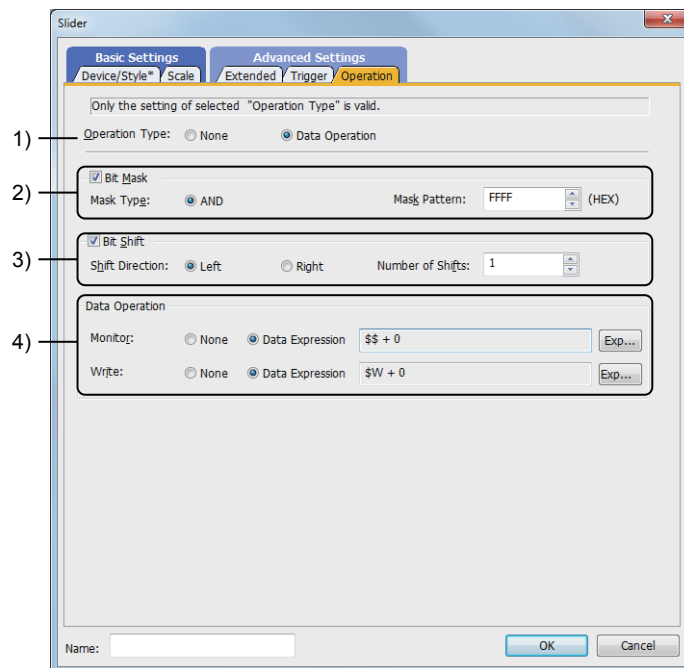 Slider
x
Basic Settings Advanced Settings
Device/Style* Scale Extended Trigger Operation
Only the setting of selected "Operation Type" is valid.
1) Operation Type: None Data Operation
2) Bit Mask
Mask Type: AND Mask Pattern: FFFF (HEX)
3) Bit Shift
Shift Direction: Left Right Number of Shifts: 1
Data Operation
4) Monitor: None Data Expression $$ + 0 Exp...
Write: None Data Expression $W + 0 Exp...
Name: OK Cancel